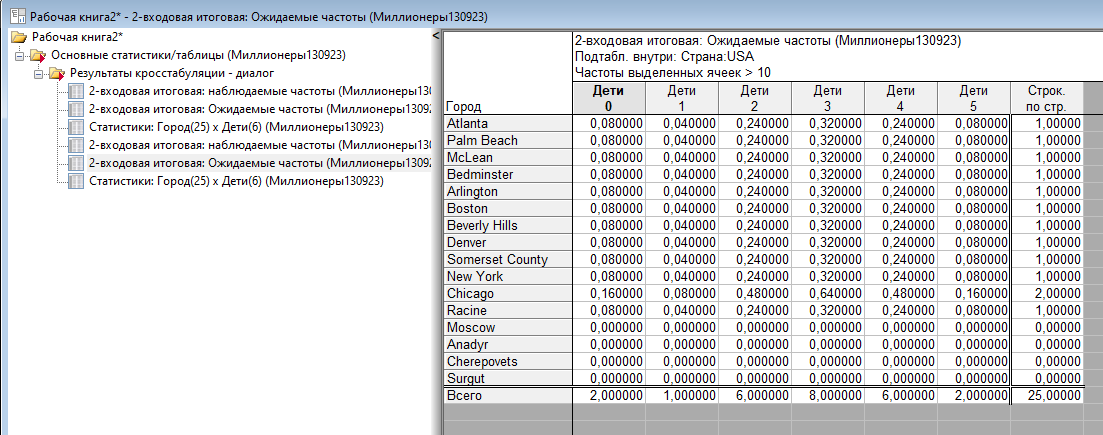 Рабочая книга2* - 2-входовая итоговая: Ожидаемые частоты (Миллионеры130923)
Рабочая книга2*
Основные статистики/таблицы (Миллионеры130923)
Результаты кросстабуляции - диалог
2-входовая итоговая: наблюдаемые частоты (Миллионеры130
2-входовая итоговая: Ожидаемые частоты (Миллионеры13092
Статистики: Город(25) x Дети(6) (Миллионеры130923)
2-входовая итоговая: наблюдаемые частоты (Миллионеры130
2-входовая итоговая: Ожидаемые частоты (Миллионеры13092
Статистики: Город(25) x Дети(6) (Миллионеры130923)
2-входовая итоговая: Ожидаемые частоты (Миллионеры130923)
Подтабл. внутри: Страна:USA
Частоты выделенных ячеек > 10
Город Дети 0 Дети 1 Дети 2 Дети 3 Дети 4 Дети 5 Строк. по стр.
Atlanta 0,080000 0,040000 0,240000 0,320000 0,240000 0,080000 1,00000
Palm Beach 0,080000 0,040000 0,240000 0,320000 0,240000 0,080000 1,00000
McLean 0,080000 0,040000 0,240000 0,320000 0,240000 0,080000 1,00000
Bedminster 0,080000 0,040000 0,240000 0,320000 0,240000 0,080000 1,00000
Arlington 0,080000 0,040000 0,240000 0,320000 0,240000 0,080000 1,00000
Boston 0,080000 0,040000 0,240000 0,320000 0,240000 0,080000 1,00000
Beverly Hills 0,080000 0,040000 0,240000 0,320000 0,240000 0,080000 1,00000
Denver 0,080000 0,040000 0,240000 0,320000 0,240000 0,080000 1,00000
Somerset County 0,080000 0,040000 0,240000 0,320000 0,240000 0,080000 1,00000
New York 0,080000 0,040000 0,240000 0,320000 0,240000 0,080000 1,00000
Chicago 0,160000 0,080000 0,480000 0,640000 0,480000 0,160000 2,00000
Racine 0,080000 0,040000 0,240000 0,320000 0,240000 0,080000 1,00000
Moscow 0,000000 0,000000 0,000000 0,000000 0,000000 0,000000 0,00000
Anadyr 0,000000 0,000000 0,000000 0,000000 0,000000 0,000000 0,00000
Cherepovets 0,000000 0,000000 0,000000 0,000000 0,000000 0,000000 0,00000
Surgut 0,000000 0,000000 0,000000 0,000000 0,000000 0,000000 0,00000
Всего 2,000000 1,000000 6,000000 8,000000 6,000000 2,000000 25,00000